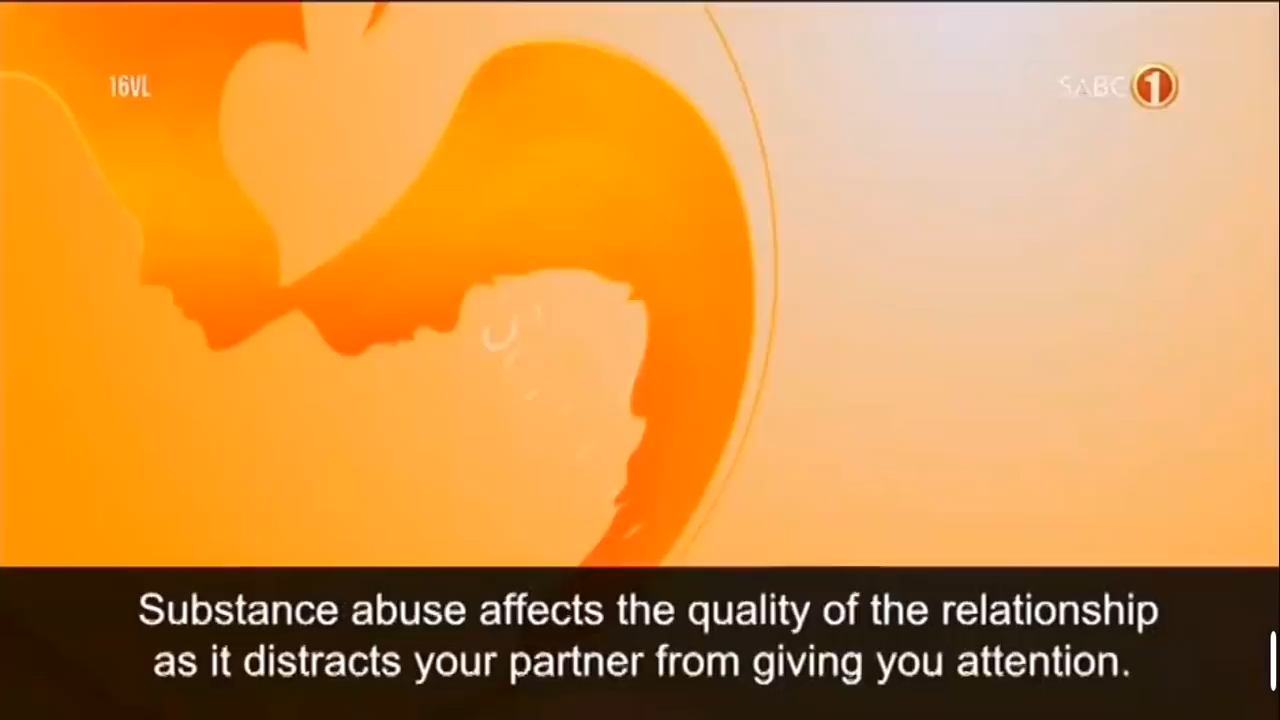 16VL
SABC 1
Substance abuse affects the quality of the relationship
as it distracts your partner from giving you attention.